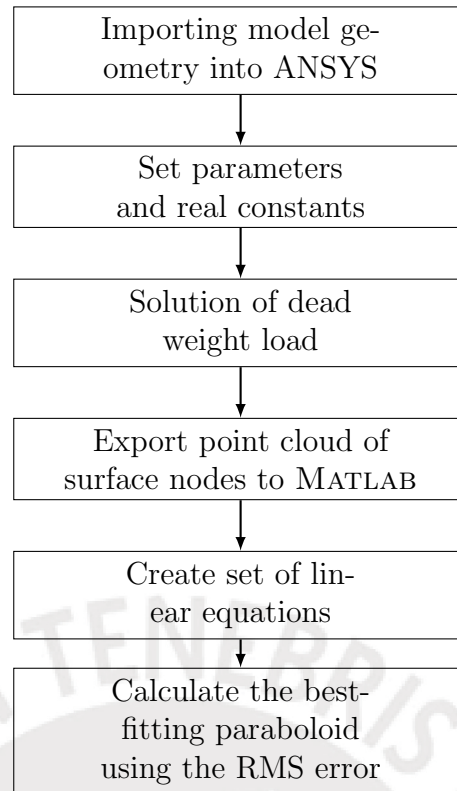 Importing model ge-
ometry into ANSYS
Set parameters
and real constants
Solution of dead
weight load
Export point cloud of
surface nodes to MATLAB
Create set of lin-
ear equations
TENEBRIS
Calculate the best-
fitting paraboloid
using the RMS error